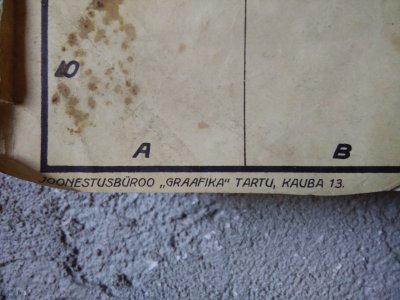 10
A B
JOONESTUSBÜROO „GRAAFIKA“ TARTU, KAUBA 13.